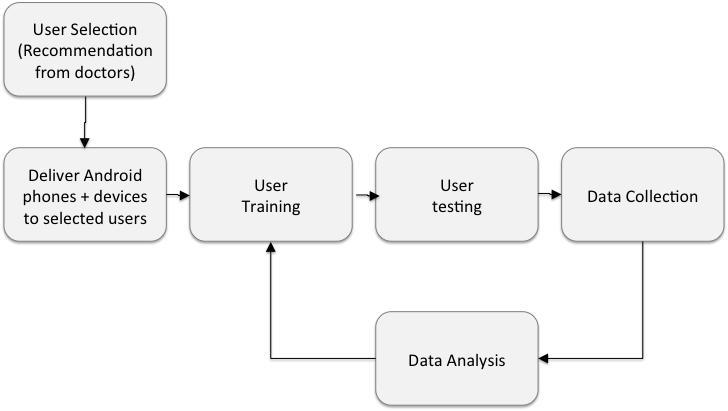 User Selection
(Recommendation
from doctors)
Deliver Android
phones + devices
to selected users
User
Training
User
testing
Data Collection
Data Analysis